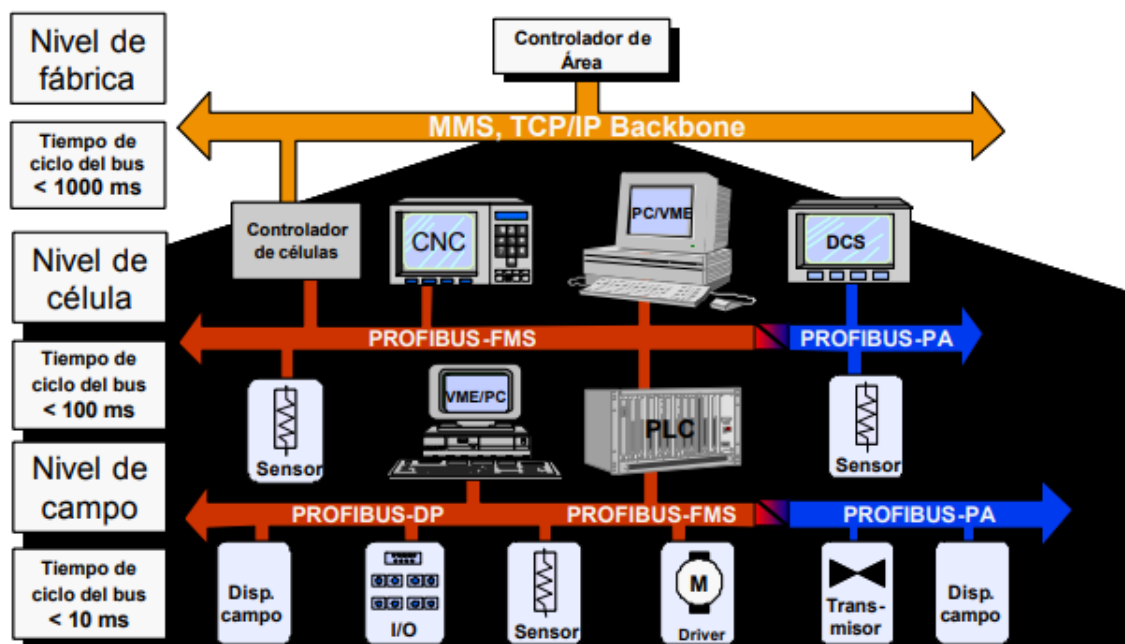 Nivel de
fábrica
Controlador de
Área
MMS, TCP/IP Backbone
Tiempo de
ciclo del bus
< 1000 ms
Controlador
de células
CNC
PC/VME
DCS
Nivel de
célula
PROFIBUS-FMS
PROFIBUS-PA
Tiempo de
ciclo del bus
< 100 ms
Sensor
VME/PC
PLC
Sensor
Nivel de
campo
PROFIBUS-DP
PROFIBUS-FMS
PROFIBUS-PA
Tiempo de
ciclo del bus
< 10 ms
Disp.
campo
I/O
Sensor
M
Driver
Trans-
misor
Disp.
campo